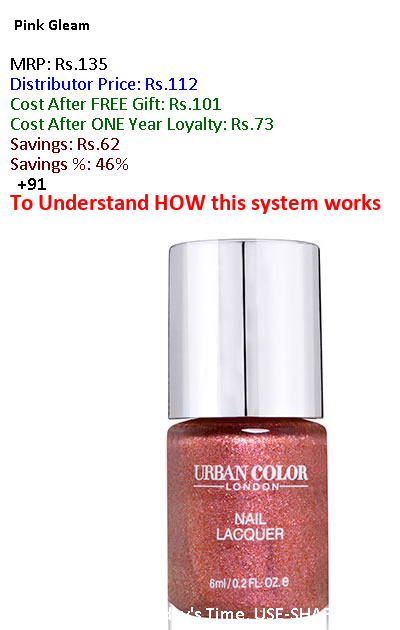 Pink Gleam
MRP: Rs.135
Distributor Price: Rs.112
Cost After FREE Gift: Rs.101
Cost After ONE Year Loyalty: Rs.73
Savings: Rs.62
Savings %: 46%
+91
To Understand HOW this system works
URBAN COLOR
LONDON
NAIL
LACQUER
6ml/0.2 FL. OZ. e
Time. USE-SHA